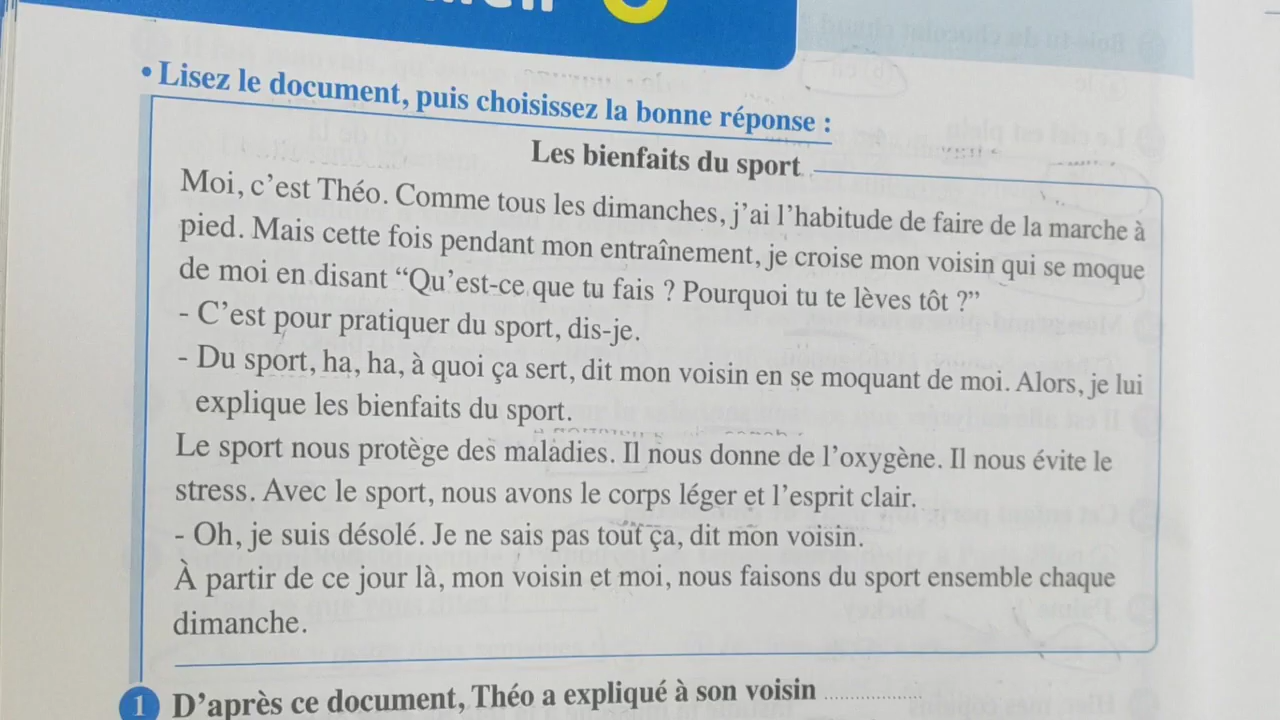 • Lisez le document, puis choisissez la bonne réponse :
Les bienfaits du sport
Moi, c’est Théo. Comme tous les dimanches, j’ai l’habitude de faire de la marche à
pied. Mais cette fois pendant mon entraînement, je croise mon voisin qui se moque
de moi en disant “Qu’est-ce que tu fais ? Pourquoi tu te lèves tôt ?”
- C’est pour pratiquer du sport, dis-je.
- Du sport, ha, ha, à quoi ça sert, dit mon voisin en se moquant de moi. Alors, je lui
explique les bienfaits du sport.
Le sport nous protège des maladies. Il nous donne de l’oxygène. Il nous évite le
stress. Avec le sport, nous avons le corps léger et l’esprit clair.
- Oh, je suis désolé. Je ne sais pas tout ça, dit mon voisin.
À partir de ce jour là, mon voisin et moi, nous faisons du sport ensemble chaque
dimanche.
1 D’après ce document, Théo a expliqué à son voisin ....................